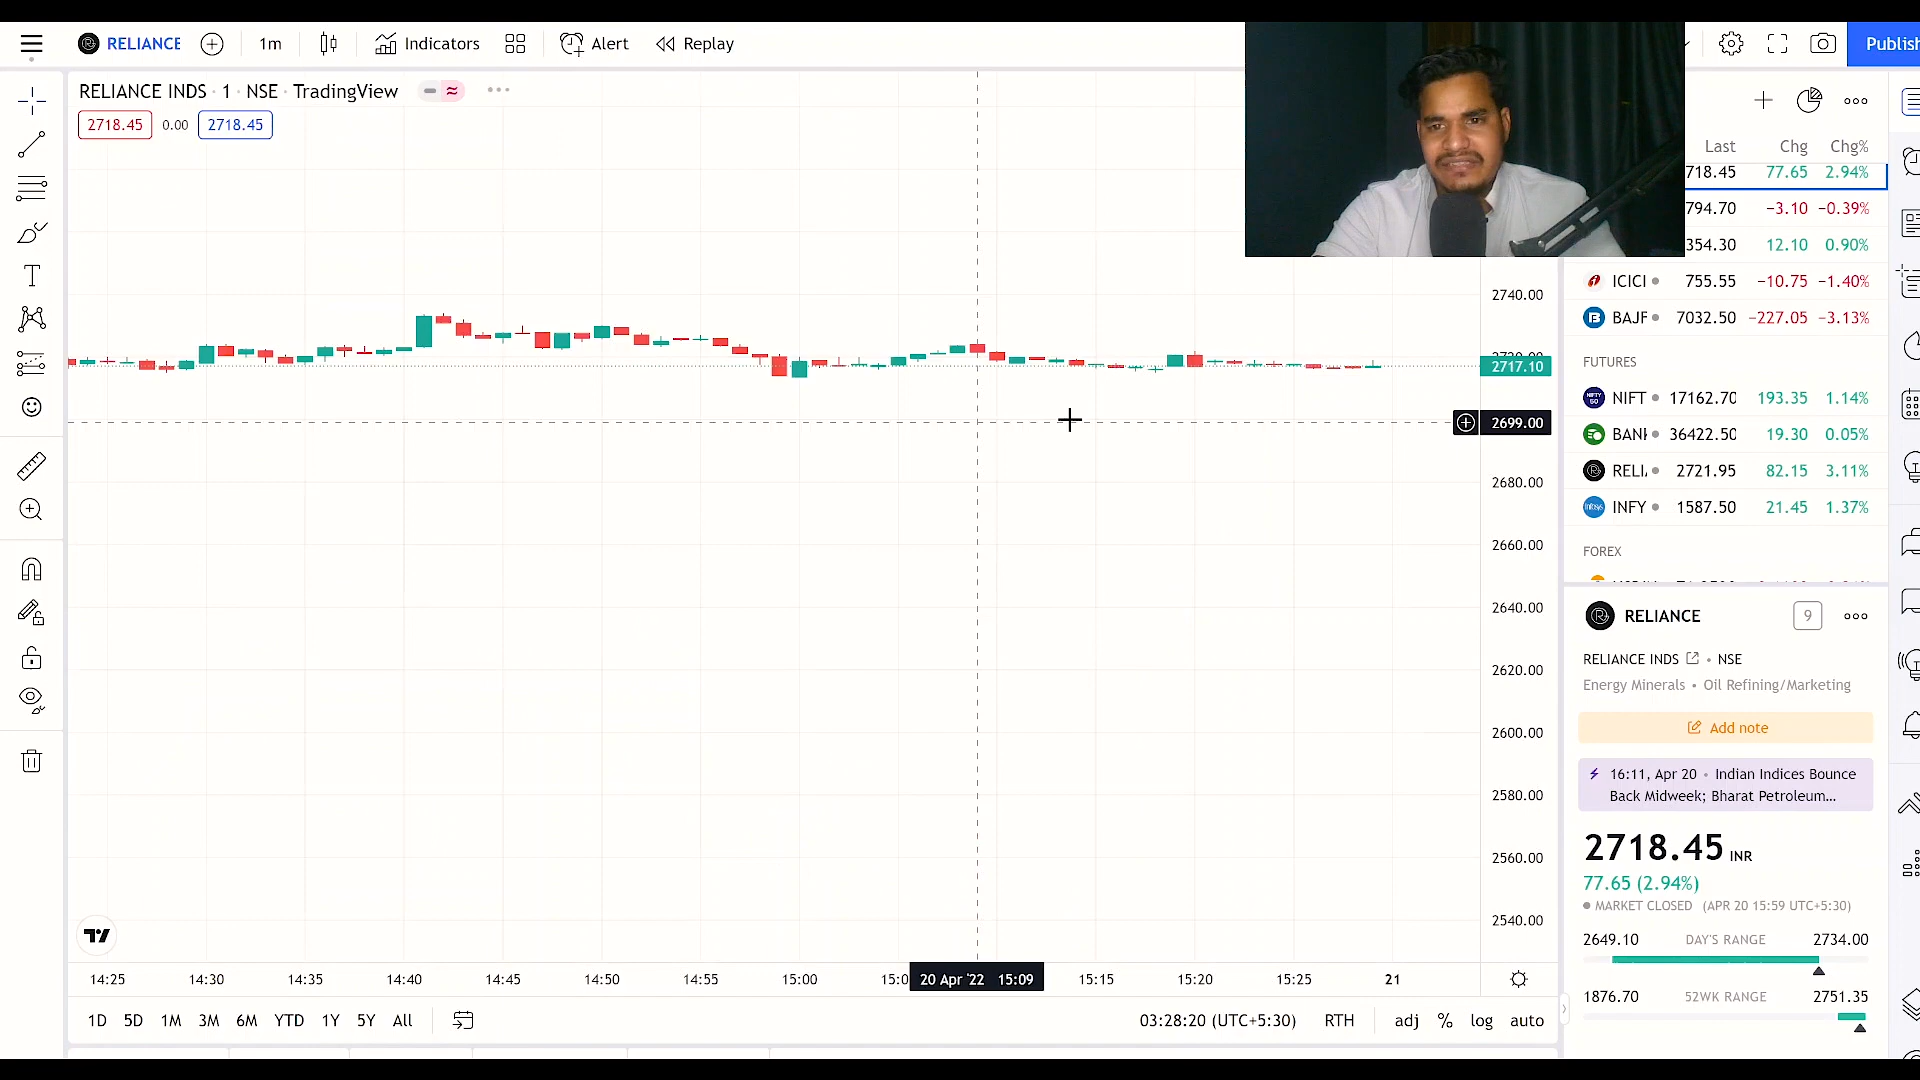 RELIANCE
1m
Indicators
Alert
Replay
Publish
RELIANCE INDS · 1 · NSE · TradingView
2718.45 0.00 2718.45
Last Chg Chg%
718.45 77.65 2.94%
794.70 −3.10 −0.39%
354.30 12.10 0.90%
ICICI 755.55 −10.75 −1.40%
BAJF 7032.50 −227.05 −3.13%
FUTURES
NIFT 17162.70 193.35 1.14%
BANK 36422.50 19.30 0.05%
RELI 2721.95 82.15 3.11%
INFY 1587.50 21.45 1.37%
FOREX
2740.00
2717.10
2699.00
2680.00
2660.00
2640.00
2620.00
2600.00
2580.00
2560.00
2540.00
RELIANCE 9
RELIANCE INDS • NSE
Energy Minerals • Oil Refining/Marketing
Add note
16:11, Apr 20 • Indian Indices Bounce
Back Midweek; Bharat Petroleum...
2718.45 INR
77.65 (2.94%)
MARKET CLOSED (APR 20 15:59 UTC+5:30)
2649.10 DAY'S RANGE 2734.00
1876.70 52WK RANGE 2751.35
14:25 14:30 14:35 14:40 14:45 14:50 14:55 15:00 15:0 20 Apr '22 15:09 15:15 15:20 15:25 21
1D 5D 1M 3M 6M YTD 1Y 5Y All
03:28:20 (UTC+5:30) RTH adj % log auto